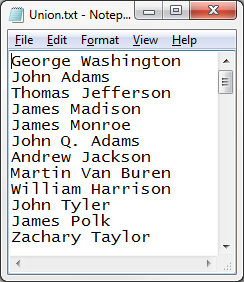 Union.txt - Notep...
File Edit Format View Help
George Washington
John Adams
Thomas Jefferson
James Madison
James Monroe
John Q. Adams
Andrew Jackson
Martin Van Buren
William Harrison
John Tyler
James Polk
Zachary Taylor